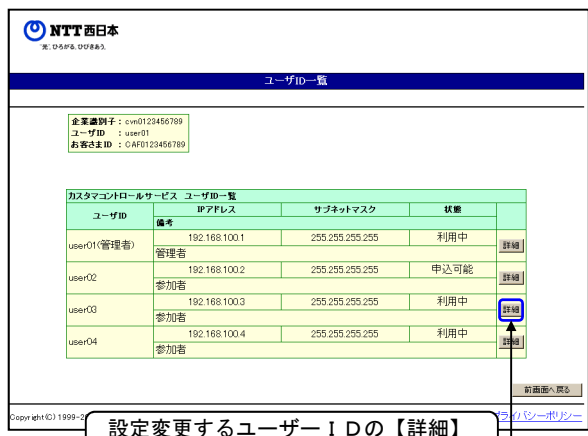 NTT西日本
光、ひろがる。ひびきあう。
ユーザID一覧
企業識別子：cvn0123456789
ユーザID ：user01
お客さまID ：CAF0123456789
カスタマコントロールサービス ユーザID一覧
ユーザID IPアドレス サブネットマスク 状態
備考
user01(管理者) 192.168.100.1 255.255.255.255 利用中 詳細
管理者
user02 192.168.100.2 255.255.255.255 申込可能 詳細
参加者
user03 192.168.100.3 255.255.255.255 利用中 詳細
参加者
user04 192.168.100.4 255.255.255.255 利用中 詳細
参加者
前画面へ戻る
Copyright(C) 1999-2 プライバシーポリシー
設定変更するユーザーＩＤの【詳細】